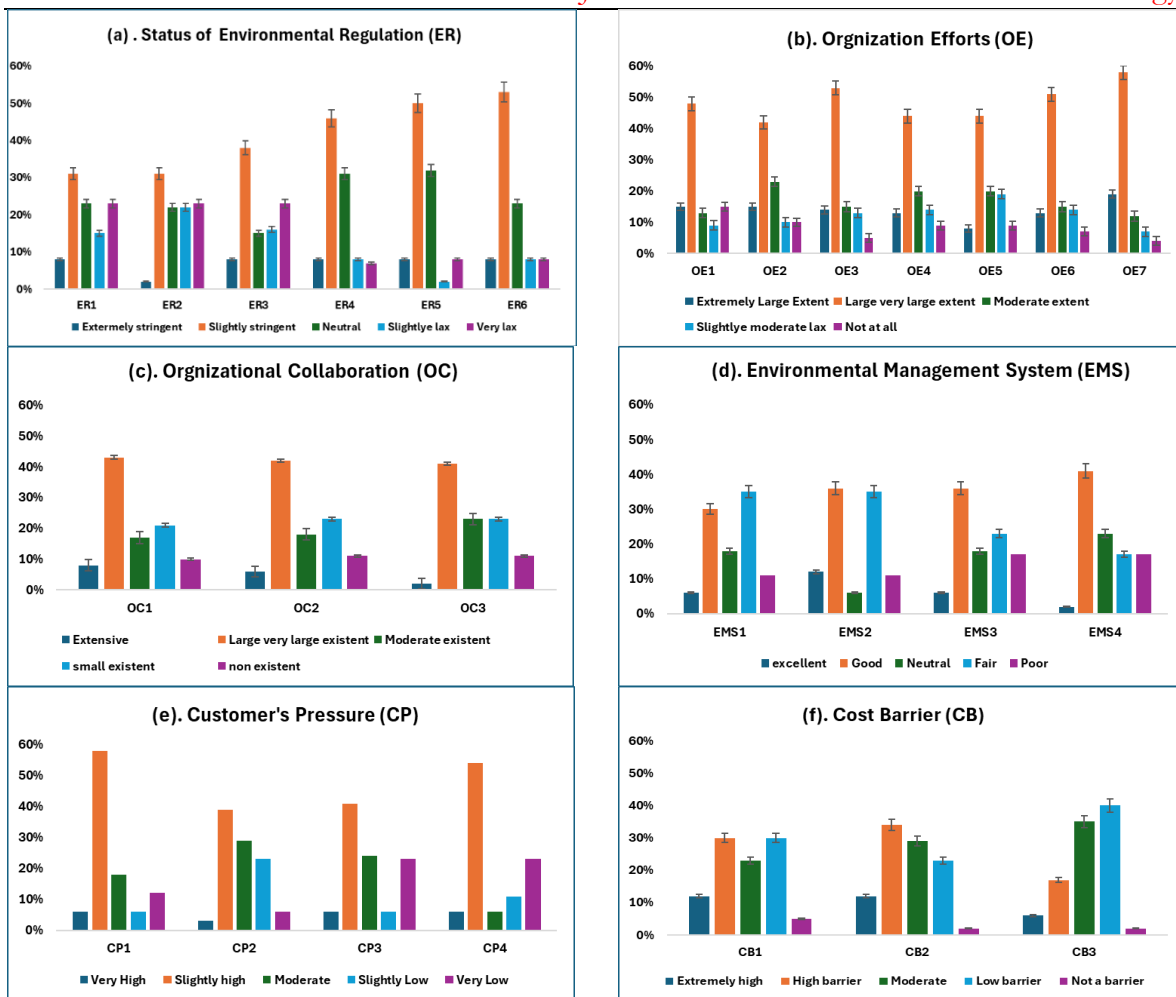 (a) . Status of Environmental Regulation (ER)
60%
50%
40%
30%
20%
10%
0%
ER1 ER2 ER3 ER4 ER5 ER6
Extermely stringent Slightly stringent Neutral Slightlye lax Very lax
(b). Orgnization Efforts (OE)
60%
50%
40%
30%
20%
10%
0%
OE1 OE2 OE3 OE4 OE5 OE6 OE7
Extremely Large Extent Large very large extent Moderate extent
Slightlye moderate lax Not at all
(c). Orgnizational Collaboration (OC)
60%
50%
40%
30%
20%
10%
0%
OC1 OC2 OC3
Extensive Large very large existent Moderate existent
small existent non existent
(d). Environmental Management System (EMS)
60%
50%
40%
30%
20%
10%
0%
EMS1 EMS2 EMS3 EMS4
excellent Good Neutral Fair Poor
(e). Customer's Pressure (CP)
60%
50%
40%
30%
20%
10%
0%
CP1 CP2 CP3 CP4
Very High Slightly high Moderate Slightly Low Very Low
(f). Cost Barrier (CB)
60%
50%
40%
30%
20%
10%
0%
CB1 CB2 CB3
Extremely high High barrier Moderate Low barrier Not a barrier